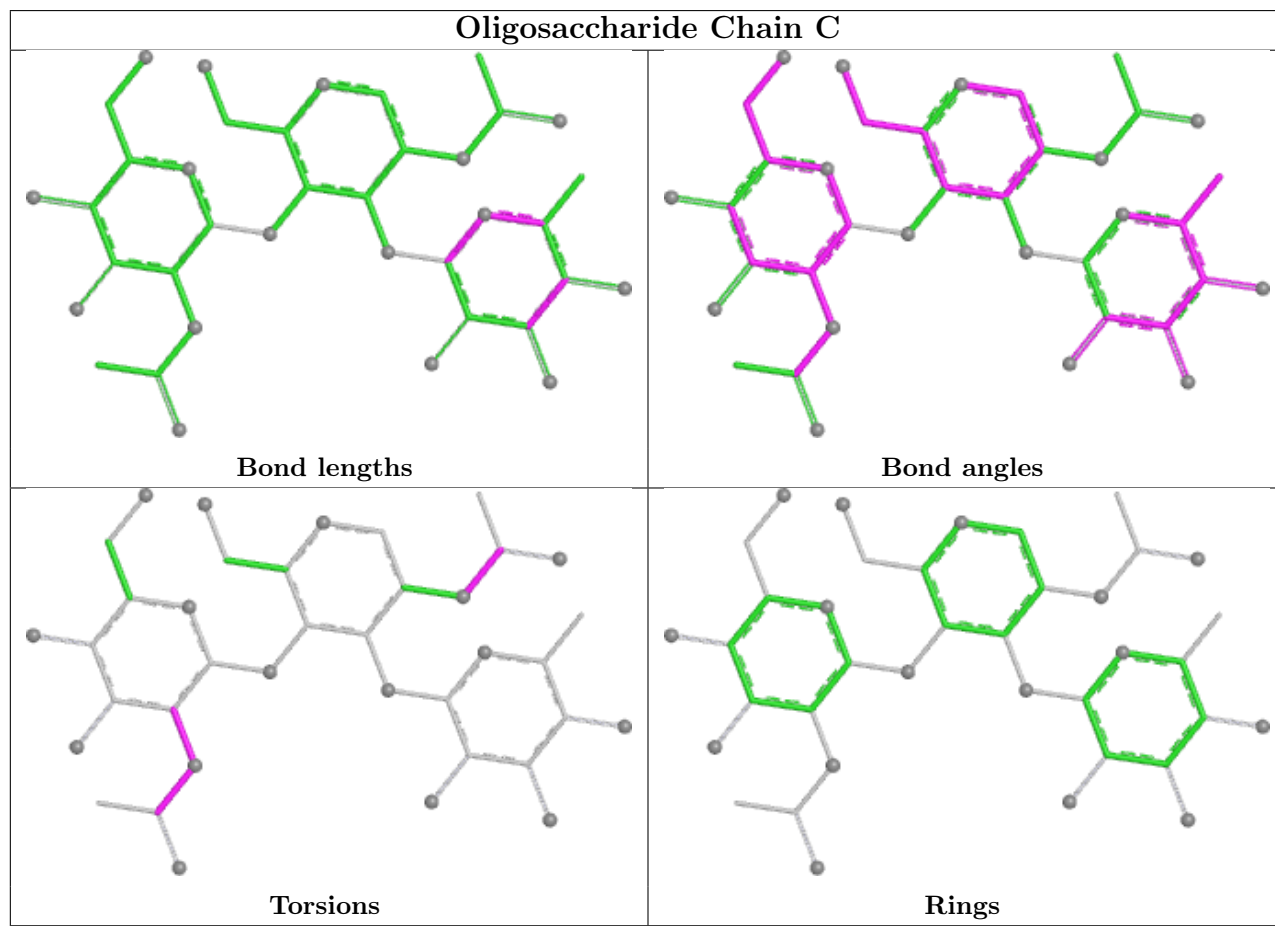 Oligosaccharide Chain C
Bond lengths
Bond angles
Torsions
Rings